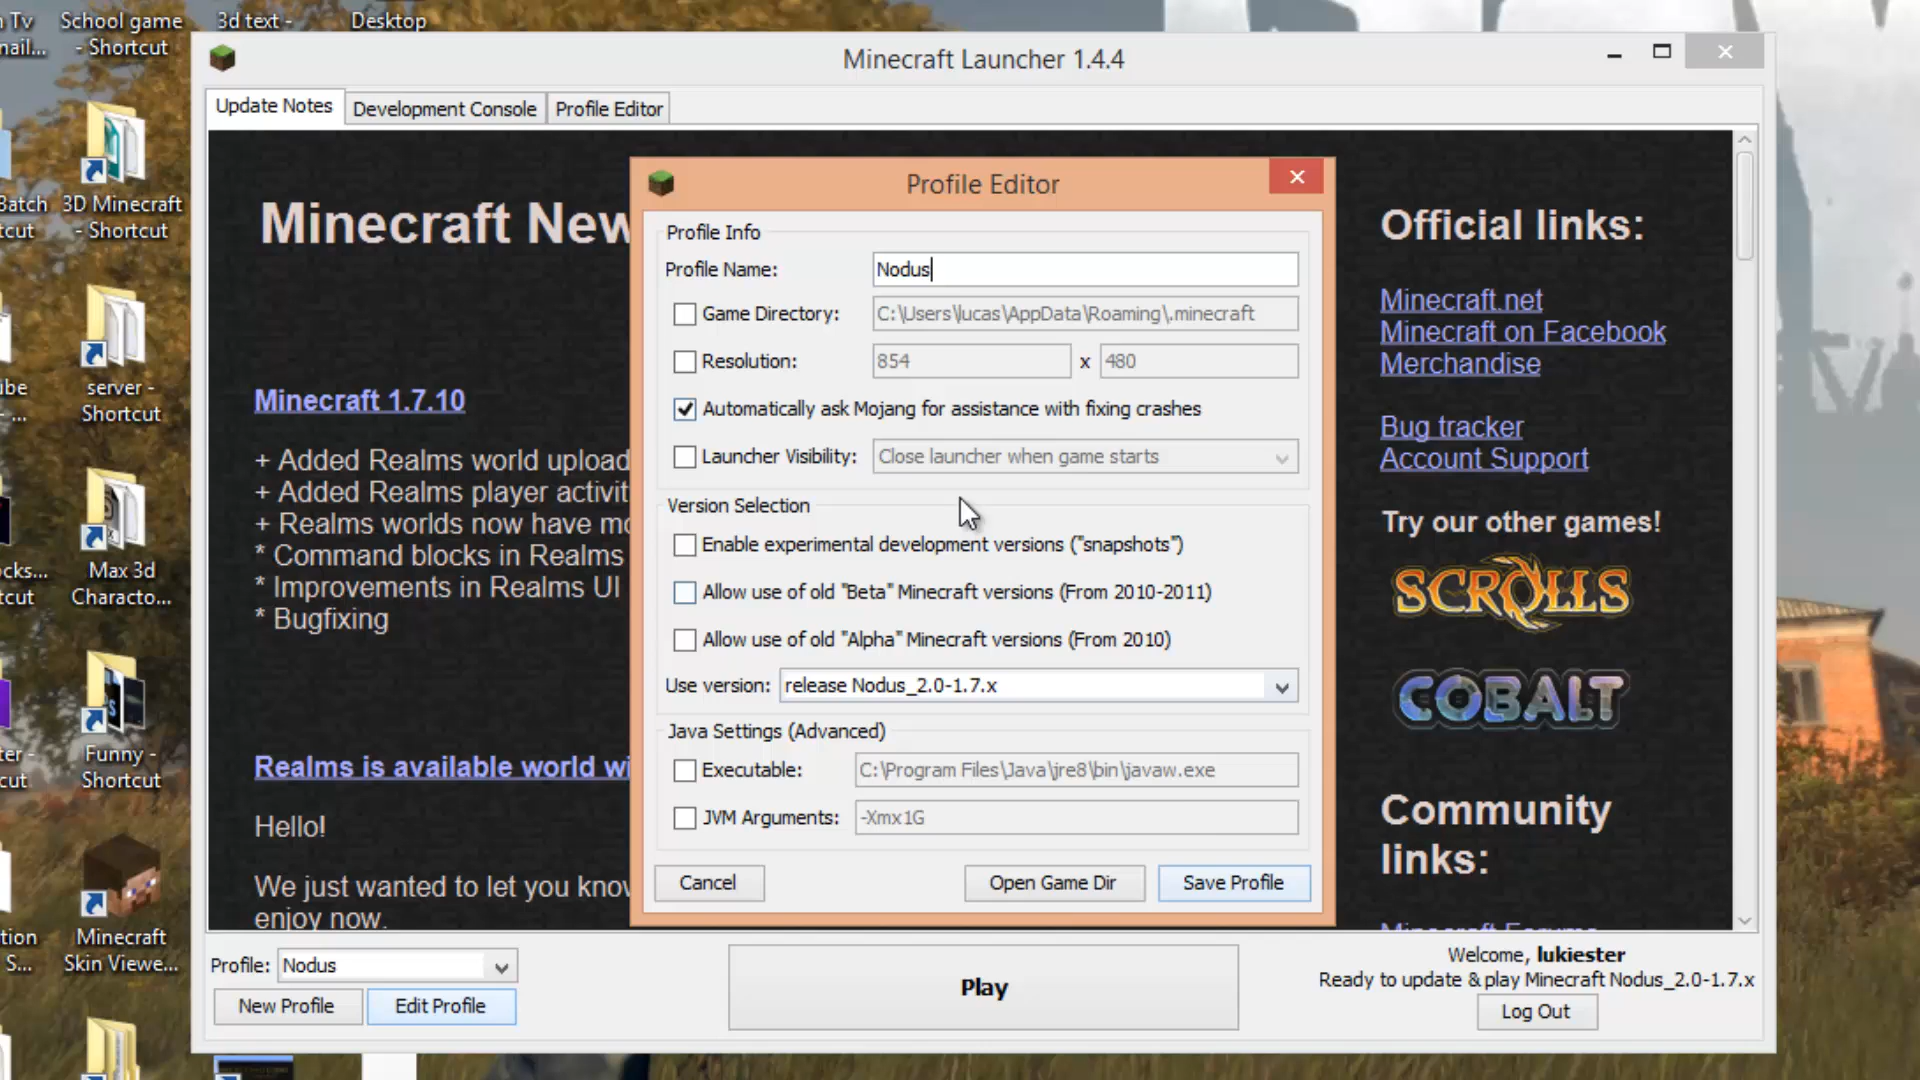 n Tv
nail...
School game
- Shortcut
3d text -
Desktop
Minecraft Launcher 1.4.4
Update Notes
Development Console
Profile Editor
Batch
cut
3D Minecraft
- Shortcut
server -
Shortcut
Max 3d
Characto...
Funny -
Shortcut
Minecraft
Skin Viewe...
Minecraft New
Minecraft 1.7.10
+ Added Realms world upload
+ Added Realms player activit
+ Realms worlds now have mo
* Command blocks in Realms
* Improvements in Realms UI
* Bugfixing
Realms is available world wi
Hello!
We just wanted to let you know
enjoy now.
Profile Editor
Profile Info
Profile Name: Nodus
Game Directory: C:\Users\lucas\AppData\Roaming\.minecraft
Resolution: 854 x 480
Automatically ask Mojang for assistance with fixing crashes
Launcher Visibility: Close launcher when game starts
Version Selection
Enable experimental development versions ("snapshots")
Allow use of old "Beta" Minecraft versions (From 2010-2011)
Allow use of old "Alpha" Minecraft versions (From 2010)
Use version: release Nodus_2.0-1.7.x
Java Settings (Advanced)
Executable: C:\Program Files\Java\jre8\bin\javaw.exe
JVM Arguments: -Xmx1G
Cancel
Open Game Dir
Save Profile
Official links:
Minecraft.net
Minecraft on Facebook
Merchandise
Bug tracker
Account Support
Try our other games!
SCROLLS
COBALT
Community
links:
Minecraft Forums
Profile: Nodus
New Profile
Edit Profile
Play
Welcome, lukiester
Ready to update & play Minecraft Nodus_2.0-1.7.x
Log Out